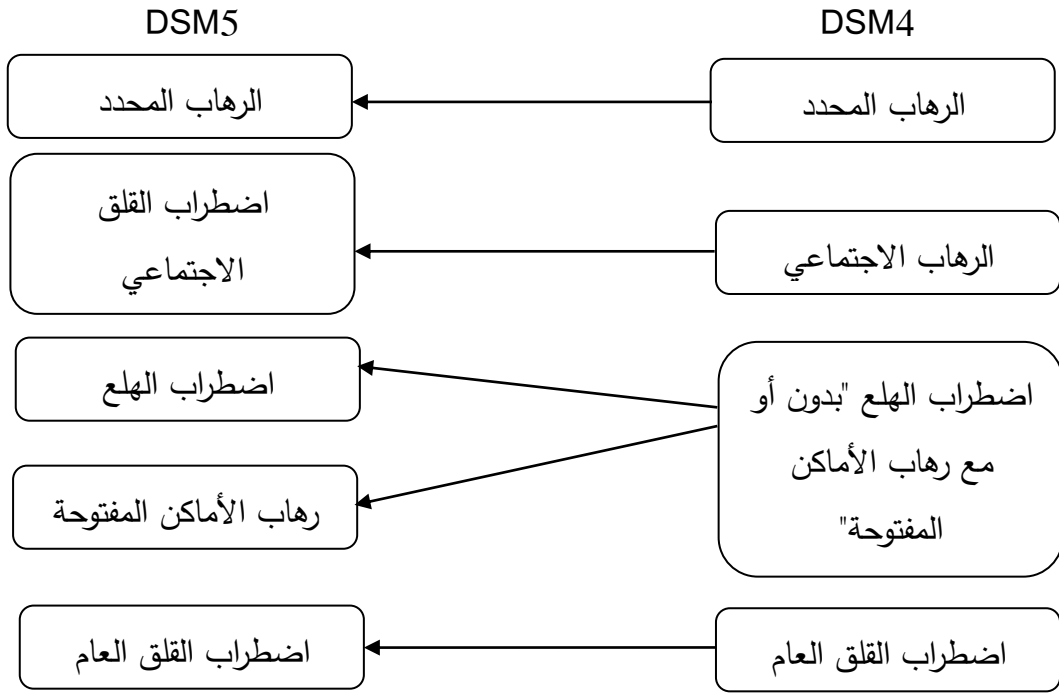 DSM4
DSM5
الرهاب المحدد
الرهاب المحدد
الرهاب الاجتماعي
اضطراب القلق
الاجتماعي
اضطراب الهلع "بدون أو
مع رهاب الأماكن
المفتوحة"
اضطراب الهلع
رهاب الأماكن المفتوحة
اضطراب القلق العام
اضطراب القلق العام